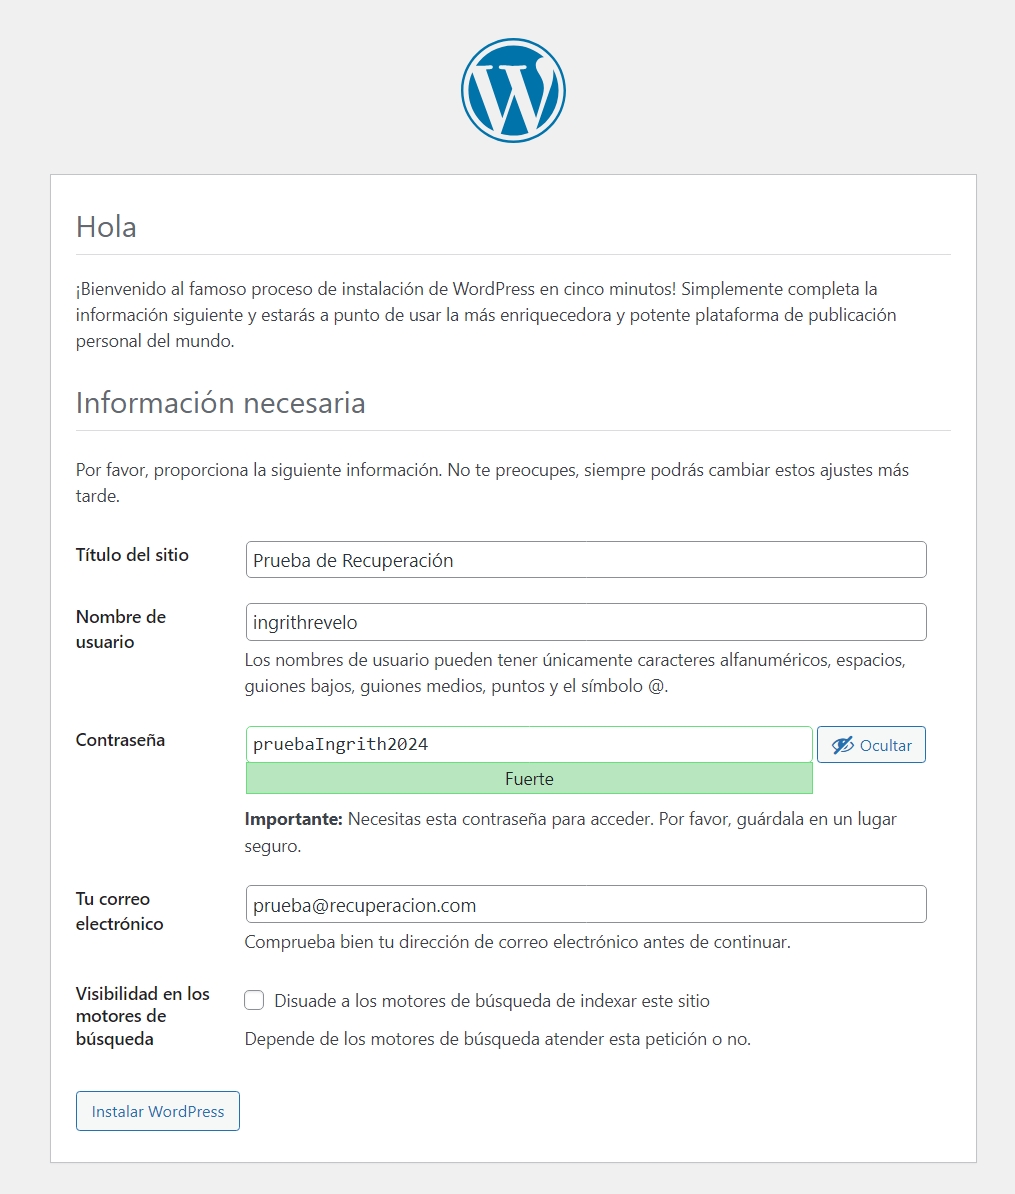 Hola
¡Bienvenido al famoso proceso de instalación de WordPress en cinco minutos! Simplemente completa la
información siguiente y estarás a punto de usar la más enriquecedora y potente plataforma de publicación
personal del mundo.
Información necesaria
Por favor, proporciona la siguiente información. No te preocupes, siempre podrás cambiar estos ajustes más
tarde.
Título del sitio
Prueba de Recuperación
Nombre de
usuario
ingrithrevelo
Los nombres de usuario pueden tener únicamente caracteres alfanuméricos, espacios,
guiones bajos, guiones medios, puntos y el símbolo @.
Contraseña
pruebaIngrith2024
Ocultar
Fuerte
Importante: Necesitas esta contraseña para acceder. Por favor, guárdala en un lugar
seguro.
Tu correo
electrónico
prueba@recuperacion.com
Comprueba bien tu dirección de correo electrónico antes de continuar.
Visibilidad en los
motores de
búsqueda
Disuade a los motores de búsqueda de indexar este sitio
Depende de los motores de búsqueda atender esta petición o no.
Instalar WordPress